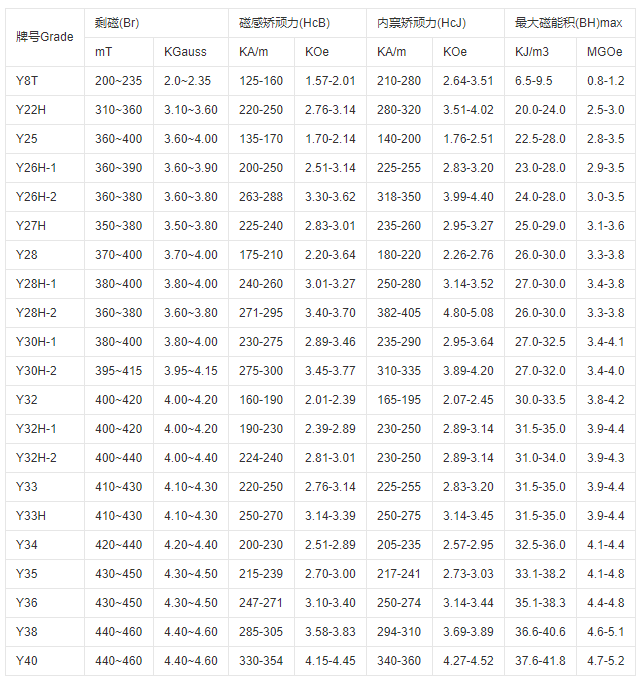 牌号Grade 剩磁(Br) 磁感矫顽力(HcB) 内禀矫顽力(HcJ) 最大磁能积(BH)max
mT KGauss KA/m KOe KA/m KOe KJ/m3 MGOe
Y8T 200~235 2.0~2.35 125-160 1.57-2.01 210-280 2.64-3.51 6.5-9.5 0.8-1.2
Y22H 310~360 3.10~3.60 220-250 2.76-3.14 280-320 3.51-4.02 20.0-24.0 2.5-3.0
Y25 360~400 3.60~4.00 135-170 1.70-2.14 140-200 1.76-2.51 22.5-28.0 2.8-3.5
Y26H-1 360~390 3.60~3.90 200-250 2.51-3.14 225-255 2.83-3.20 23.0-28.0 2.9-3.5
Y26H-2 360~380 3.60~3.80 263-288 3.30-3.62 318-350 3.99-4.40 24.0-28.0 3.0-3.5
Y27H 350~380 3.50~3.80 225-240 2.83-3.01 235-260 2.95-3.27 25.0-29.0 3.1-3.6
Y28 370~400 3.70~4.00 175-210 2.20-3.64 180-220 2.26-2.76 26.0-30.0 3.3-3.8
Y28H-1 380~400 3.80~4.00 240-260 3.01-3.27 250-280 3.14-3.52 27.0-30.0 3.4-3.8
Y28H-2 360~380 3.60~3.80 271-295 3.40-3.70 382-405 4.80-5.08 26.0-30.0 3.3-3.8
Y30H-1 380~400 3.80~4.00 230-275 2.89-3.46 235-290 2.95-3.64 27.0-32.5 3.4-4.1
Y30H-2 395~415 3.95~4.15 275-300 3.45-3.77 310-335 3.89-4.20 27.0-32.0 3.4-4.0
Y32 400~420 4.00~4.20 160-190 2.01-2.39 165-195 2.07-2.45 30.0-33.5 3.8-4.2
Y32H-1 400~420 4.00~4.20 190-230 2.39-2.89 230-250 2.89-3.14 31.5-35.0 3.9-4.4
Y32H-2 400~440 4.00~4.40 224-240 2.81-3.01 230-250 2.89-3.14 31.0-34.0 3.9-4.3
Y33 410~430 4.10~4.30 220-250 2.76-3.14 225-255 2.83-3.20 31.5-35.0 3.9-4.4
Y33H 410~430 4.10~4.30 250-270 3.14-3.39 250-275 3.14-3.45 31.5-35.0 3.9-4.4
Y34 420~440 4.20~4.40 200-230 2.51-2.89 205-235 2.57-2.95 32.5-36.0 4.1-4.4
Y35 430~450 4.30~4.50 215-239 2.70-3.00 217-241 2.73-3.03 33.1-38.2 4.1-4.8
Y36 430~450 4.30~4.50 247-271 3.10-3.40 250-274 3.14-3.44 35.1-38.3 4.4-4.8
Y38 440~460 4.40~4.60 285-305 3.58-3.83 294-310 3.69-3.89 36.6-40.6 4.6-5.1
Y40 440~460 4.40~4.60 330-354 4.15-4.45 340-360 4.27-4.52 37.6-41.8 4.7-5.2